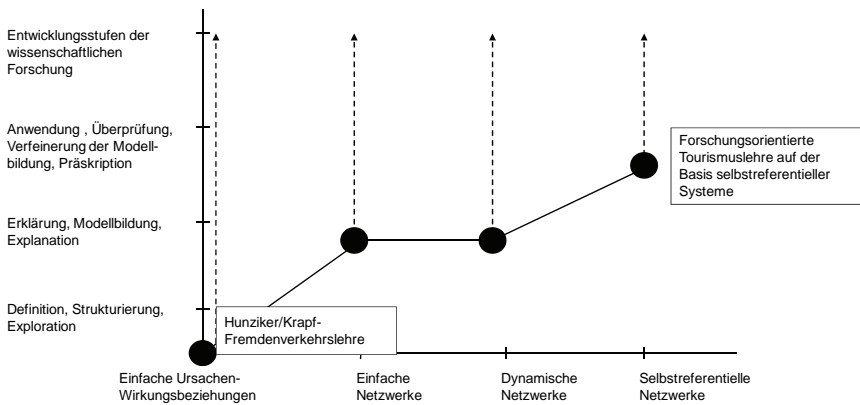 Entwicklungsstufen der
wissenschaftlichen
Forschung
Anwendung , Überprüfung,
Verfeinerung der Modell-
bildung, Präskription
Forschungsorientierte
Tourismuslehre auf der
Basis selbstreferentieller
Systeme
Erklärung, Modellbildung,
Explanation
Definition, Strukturierung,
Exploration
Hunziker/Krapf-
Fremdenverkehrslehre
Einfache Ursachen-
Wirkungsbeziehungen
Einfache
Netzwerke
Dynamische
Netzwerke
Selbstreferentielle
Netzwerke